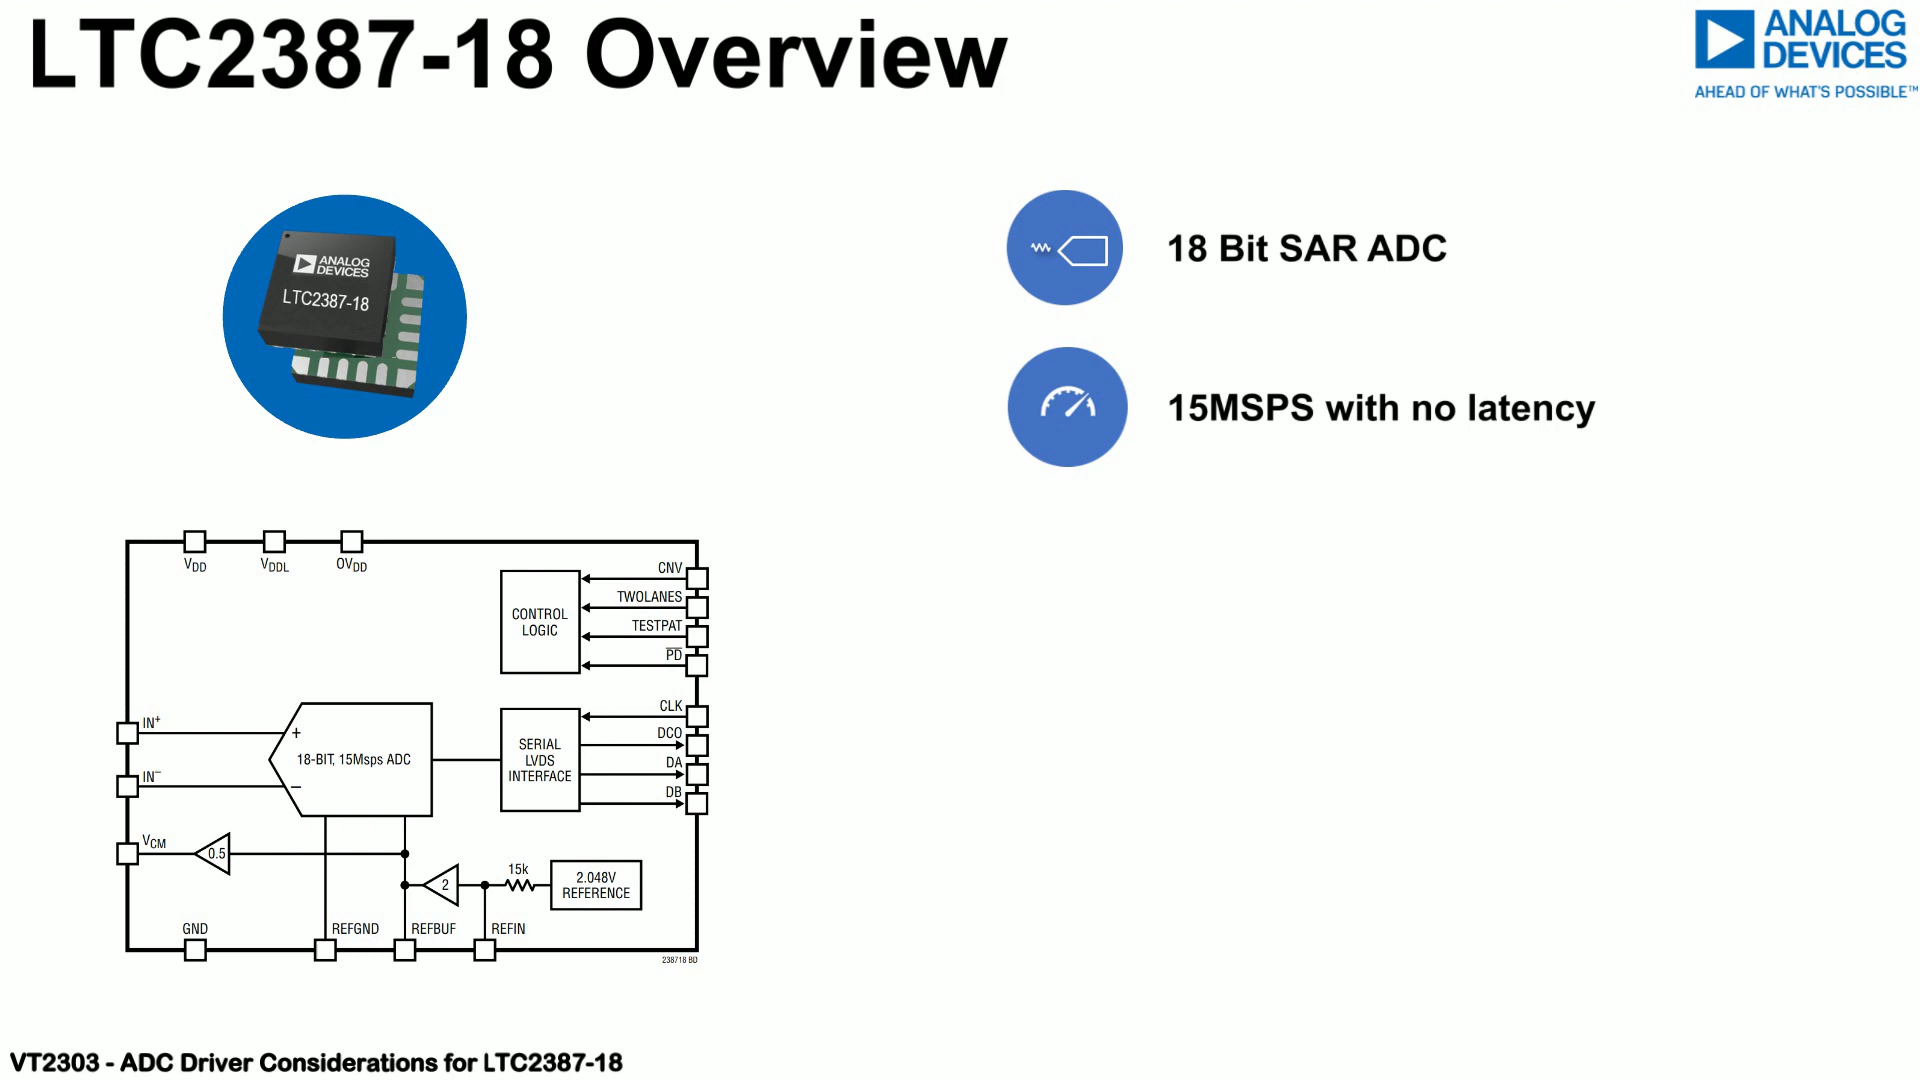 LTC2387-18 Overview
ANALOG
DEVICES
AHEAD OF WHAT'S POSSIBLE™
ANALOG
DEVICES
LTC2387-18
18 Bit SAR ADC
15MSPS with no latency
VDD
VDDL
OVDD
CONTROL
LOGIC
CNV
TWOLANES
TESTPAT
PD
IN+
IN−
+
−
18-BIT, 15Msps ADC
SERIAL
LVDS
INTERFACE
CLK
DCO
DA
DB
VCM
0.5
2
15k
2.048V
REFERENCE
GND
REFGND
REFBUF
REFIN
238718 BD
VT2303 - ADC Driver Considerations for LTC2387-18